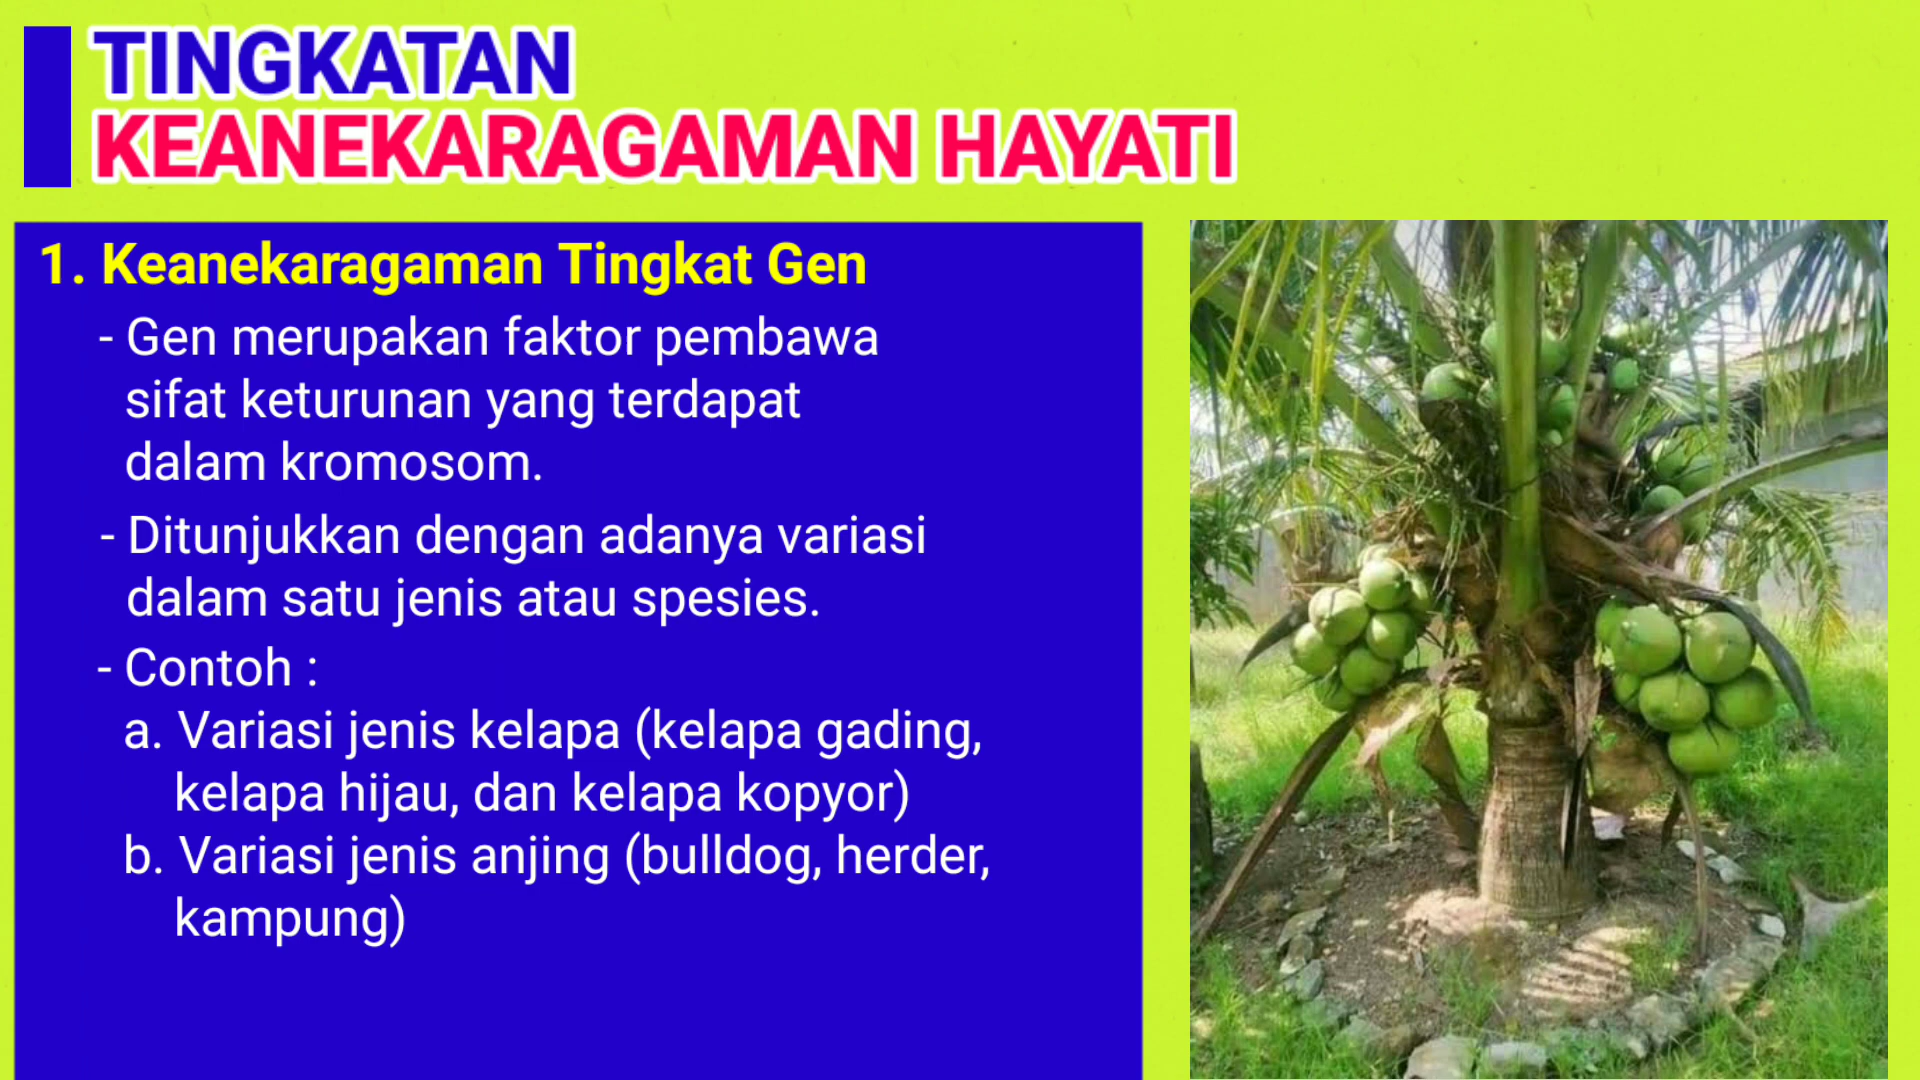 TINGKATAN
KEANEKARAGAMAN HAYATI
1. Keanekaragaman Tingkat Gen
- Gen merupakan faktor pembawa
sifat keturunan yang terdapat
dalam kromosom.
- Ditunjukkan dengan adanya variasi
dalam satu jenis atau spesies.
- Contoh :
a. Variasi jenis kelapa (kelapa gading,
kelapa hijau, dan kelapa kopyor)
b. Variasi jenis anjing (bulldog, herder,
kampung)